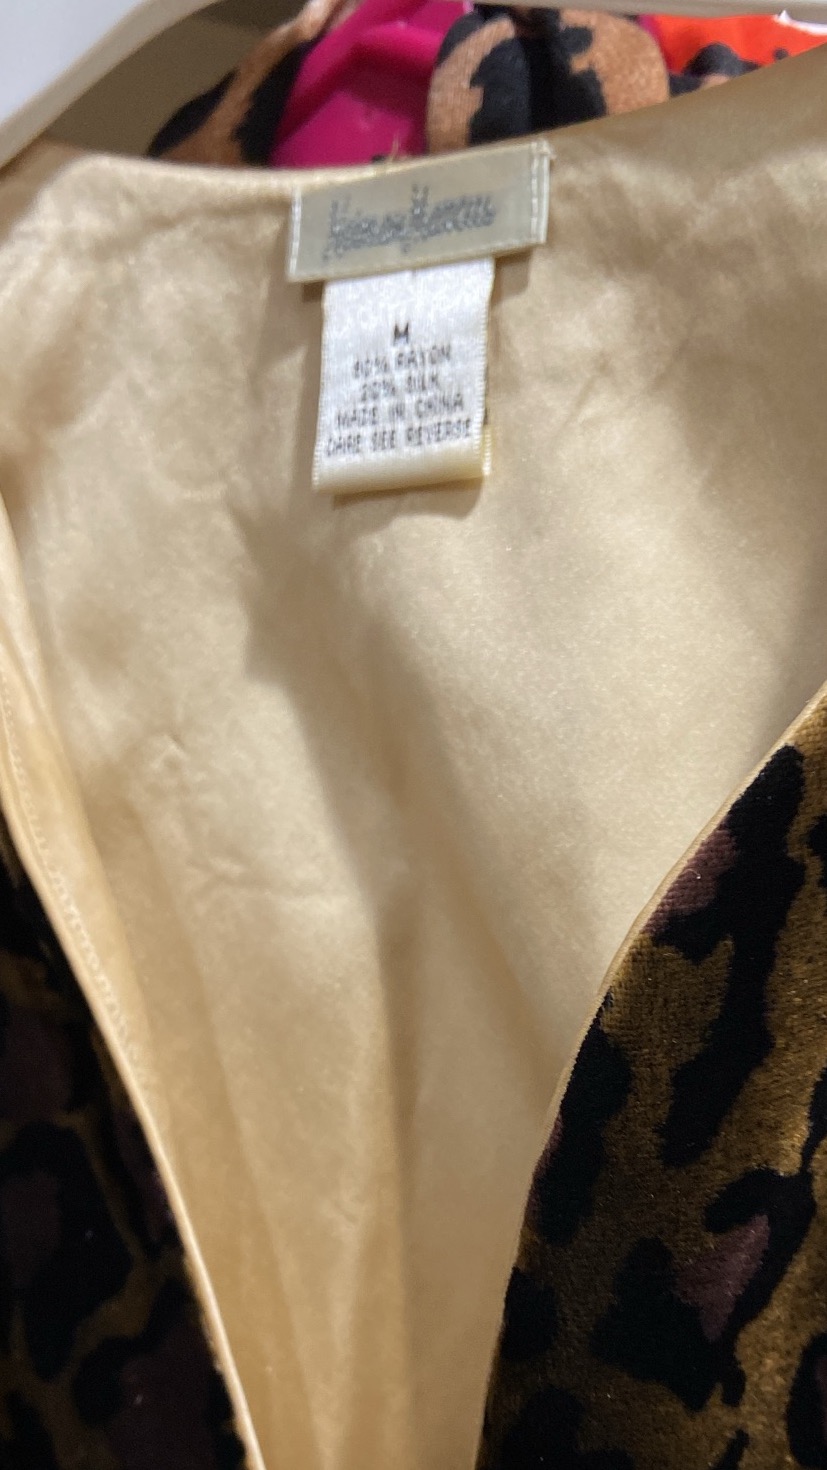 Neiman Marcus
M
80% RAYON
20% SILK
MADE IN CHINA
CARE SEE REVERSE